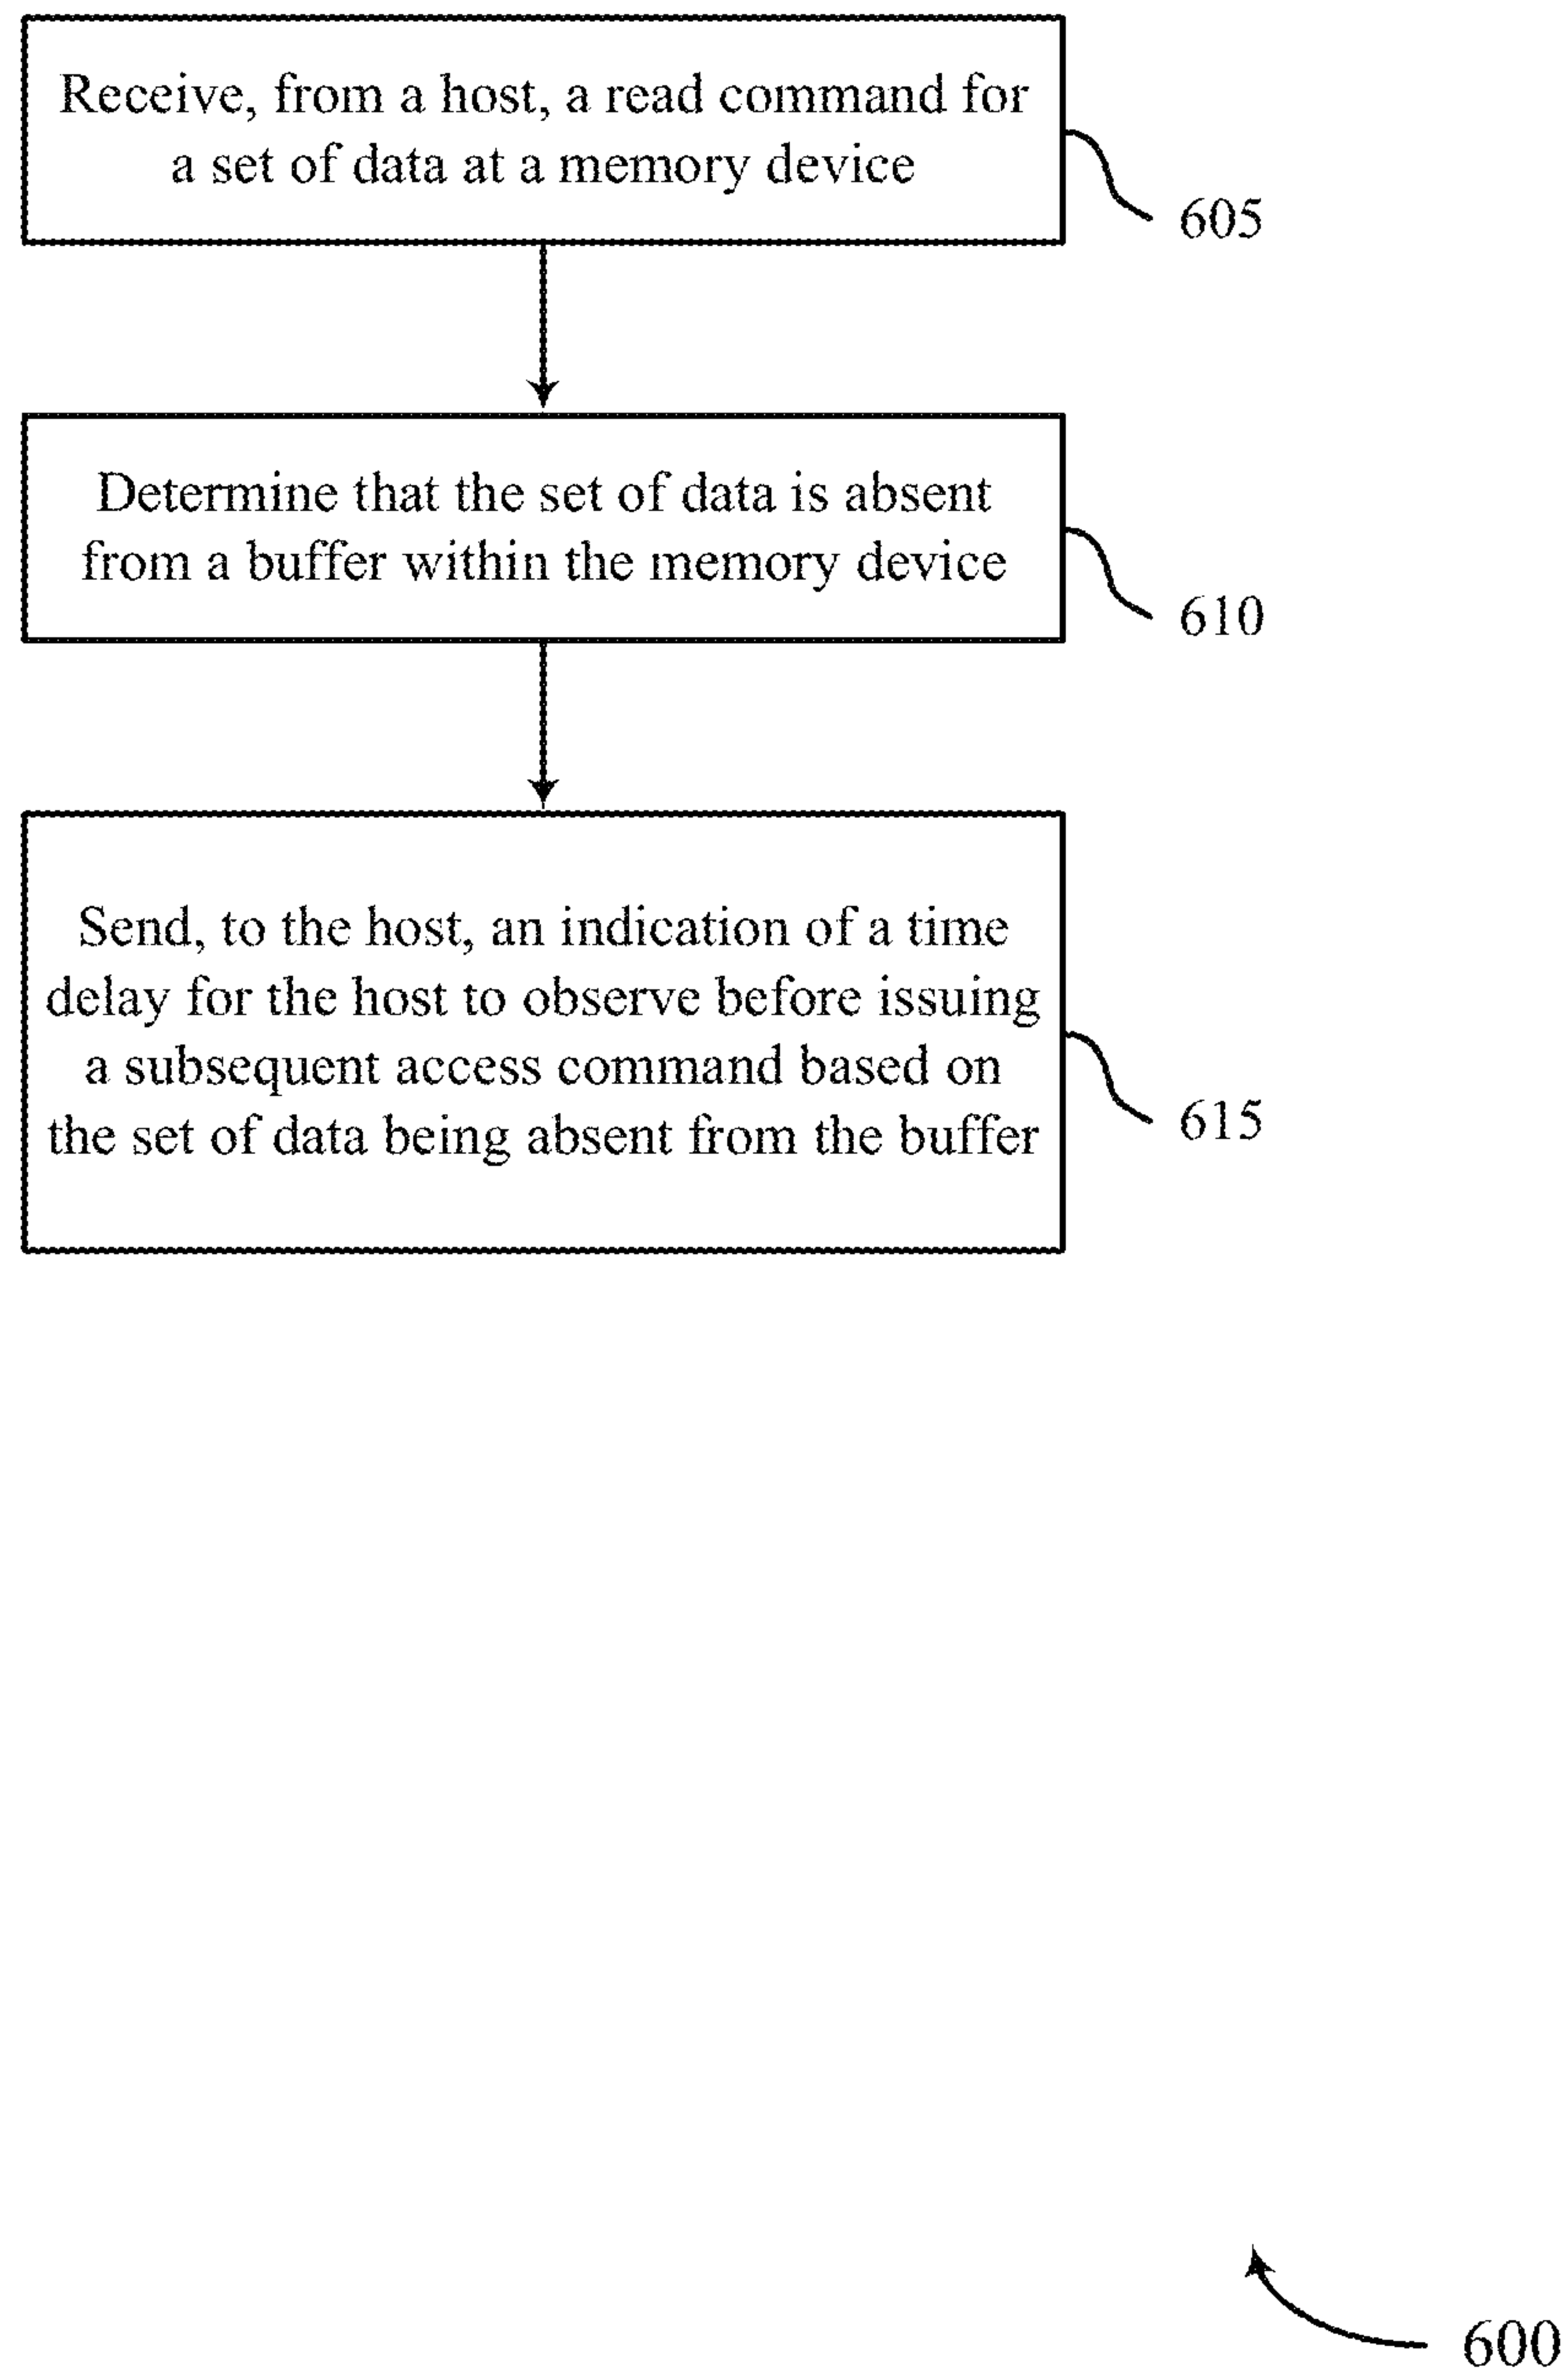 Receive, from a host, a read command for
a set of data at a memory device
605
Determine that the set of data is absent
from a buffer within the memory device
610
Send, to the host, an indication of a time
delay for the host to observe before issuing
a subsequent access command based on
the set of data being absent from the buffer
615
600